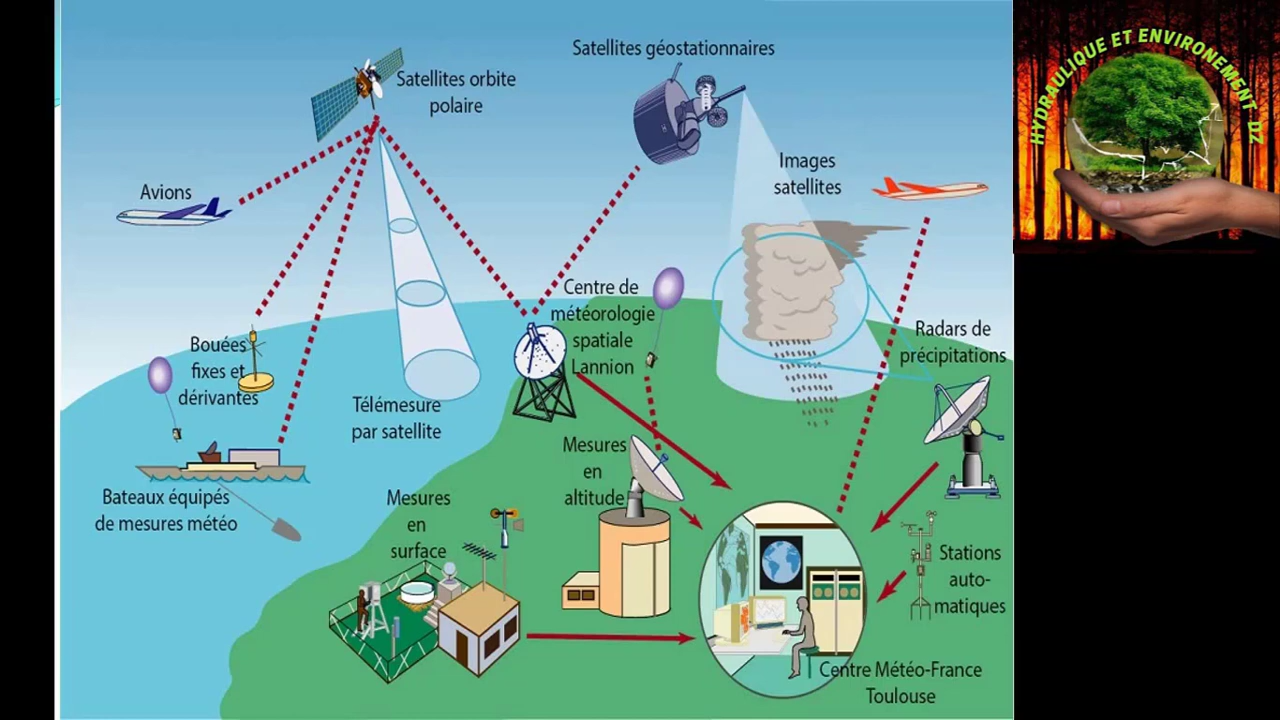 Satellites géostationnaires
Satellites orbite
polaire
Images
satellites
Avions
Centre de
météorologie
spatiale
Lannion
Radars de
précipitations
Bouées
fixes et
dérivantes
Télémesure
par satellite
Mesures
en
altitude
Bateaux équipés
de mesures météo
Mesures
en
surface
Stations
auto-
matiques
Centre Météo-France
Toulouse
HYDRAULIQUE ET ENVIRONEMENT DZ